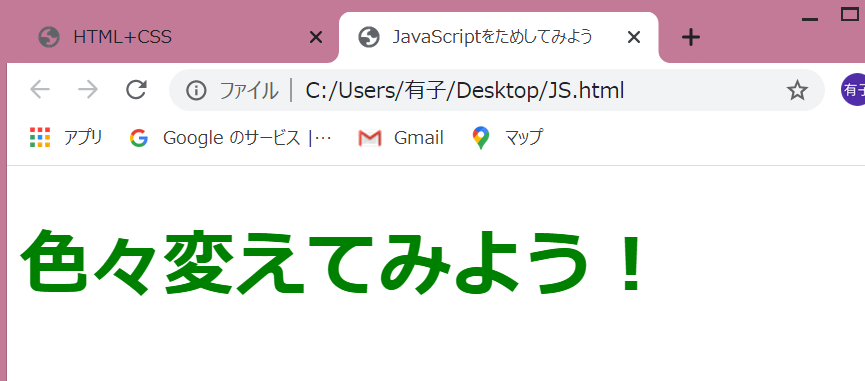 HTML+CSS
JavaScriptをためしてみよう
ファイル | C:/Users/有子/Desktop/JS.html
有子
アプリ
Google のサービス |…
Gmail
マップ
色々変えてみよう！